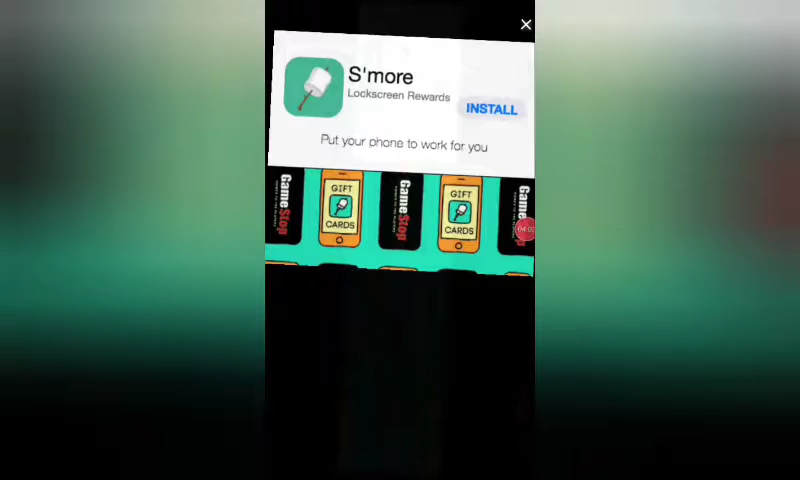 S'more
Lockscreen Rewards
INSTALL
Put your phone to work for you
GameStop
GIFT
CARDS
GameStop
GIFT
CARDS
GameStop